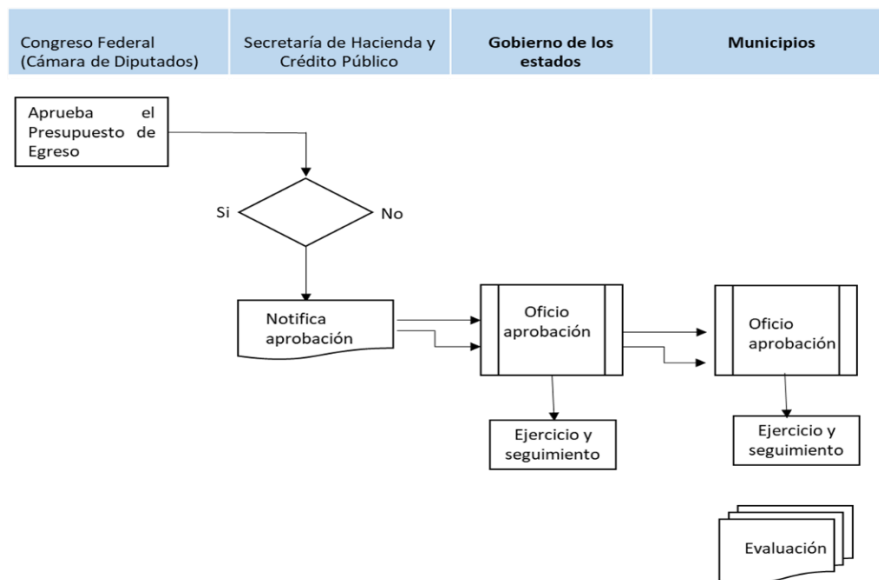 Congreso Federal
(Cámara de Diputados)
Secretaría de Hacienda y
Crédito Público
Gobierno de los
estados
Municipios
Aprueba el
Presupuesto de
Egreso
Si
No
Notifica
aprobación
Oficio
aprobación
Oficio
aprobación
Ejercicio y
seguimiento
Ejercicio y
seguimiento
Evaluación